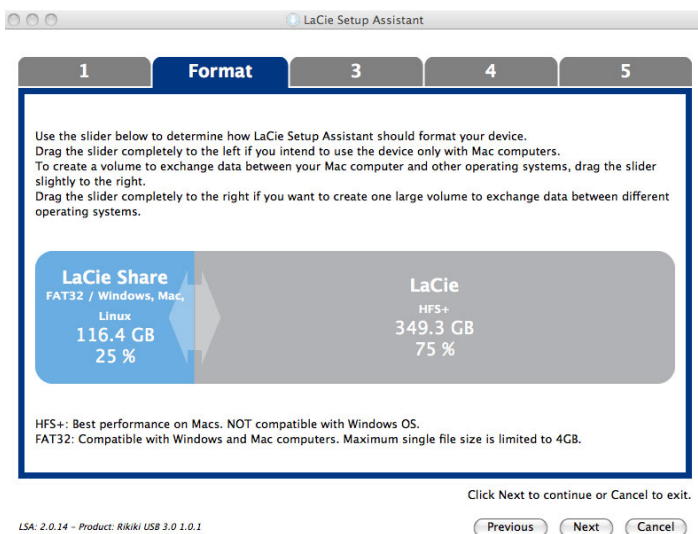 LaCie Setup Assistant
1 Format 3 4 5
Use the slider below to determine how LaCie Setup Assistant should format your device.
Drag the slider completely to the left if you intend to use the device only with Mac computers.
To create a volume to exchange data between your Mac computer and other operating systems, drag the slider
slightly to the right.
Drag the slider completely to the right if you want to create one large volume to exchange data between different
operating systems.
LaCie Share
FAT32 / Windows, Mac,
Linux
116.4 GB
25 %
LaCie
HFS+
349.3 GB
75 %
HFS+: Best performance on Macs. NOT compatible with Windows OS.
FAT32: Compatible with Windows and Mac computers. Maximum single file size is limited to 4GB.
Click Next to continue or Cancel to exit.
LSA: 2.0.14 – Product: Rikiki USB 3.0 1.0.1
Previous Next Cancel